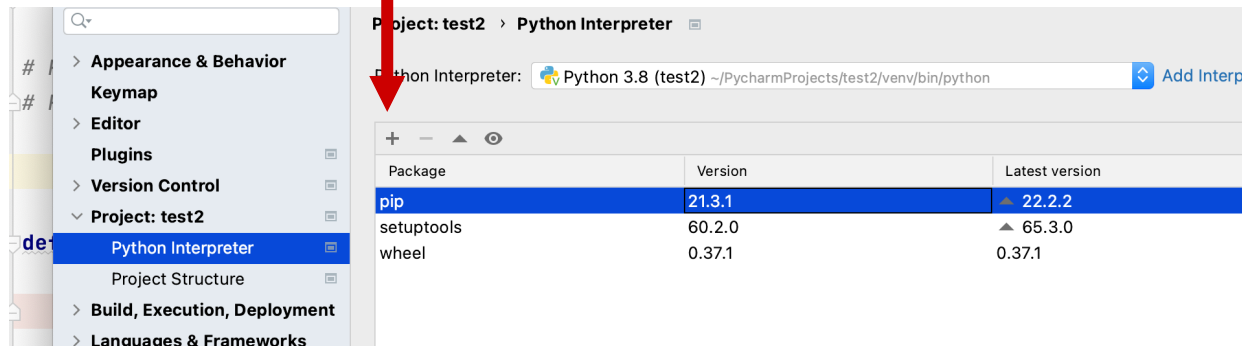 Project: test2 › Python Interpreter
Appearance & Behavior
Keymap
Editor
Plugins
Version Control
Project: test2
Python Interpreter
Project Structure
Build, Execution, Deployment
Languages & Frameworks
Python Interpreter: Python 3.8 (test2) ~/PycharmProjects/test2/venv/bin/python Add Interp
Package Version Latest version
pip 21.3.1 22.2.2
setuptools 60.2.0 65.3.0
wheel 0.37.1 0.37.1
#
#
def